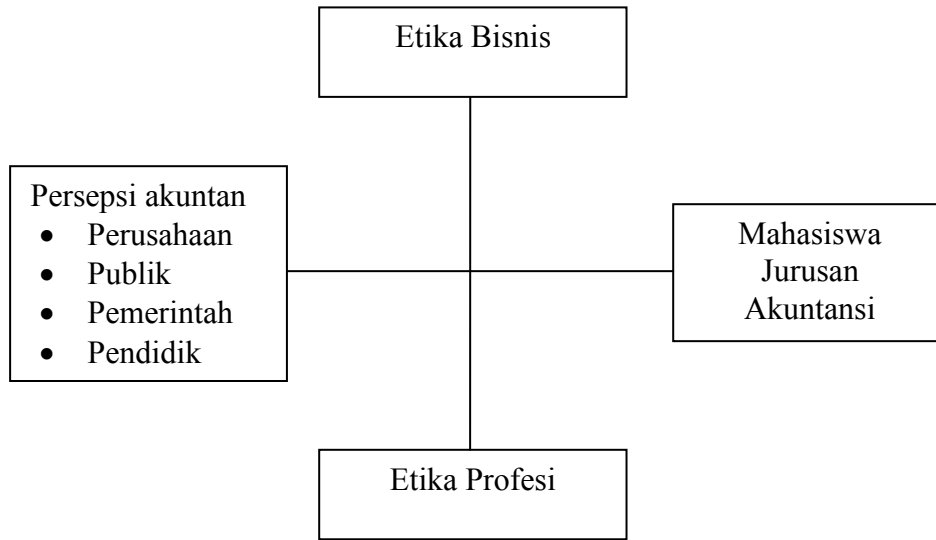 Etika Bisnis
Persepsi akuntan
• Perusahaan
• Publik
• Pemerintah
• Pendidik
Mahasiswa
Jurusan
Akuntansi
Etika Profesi